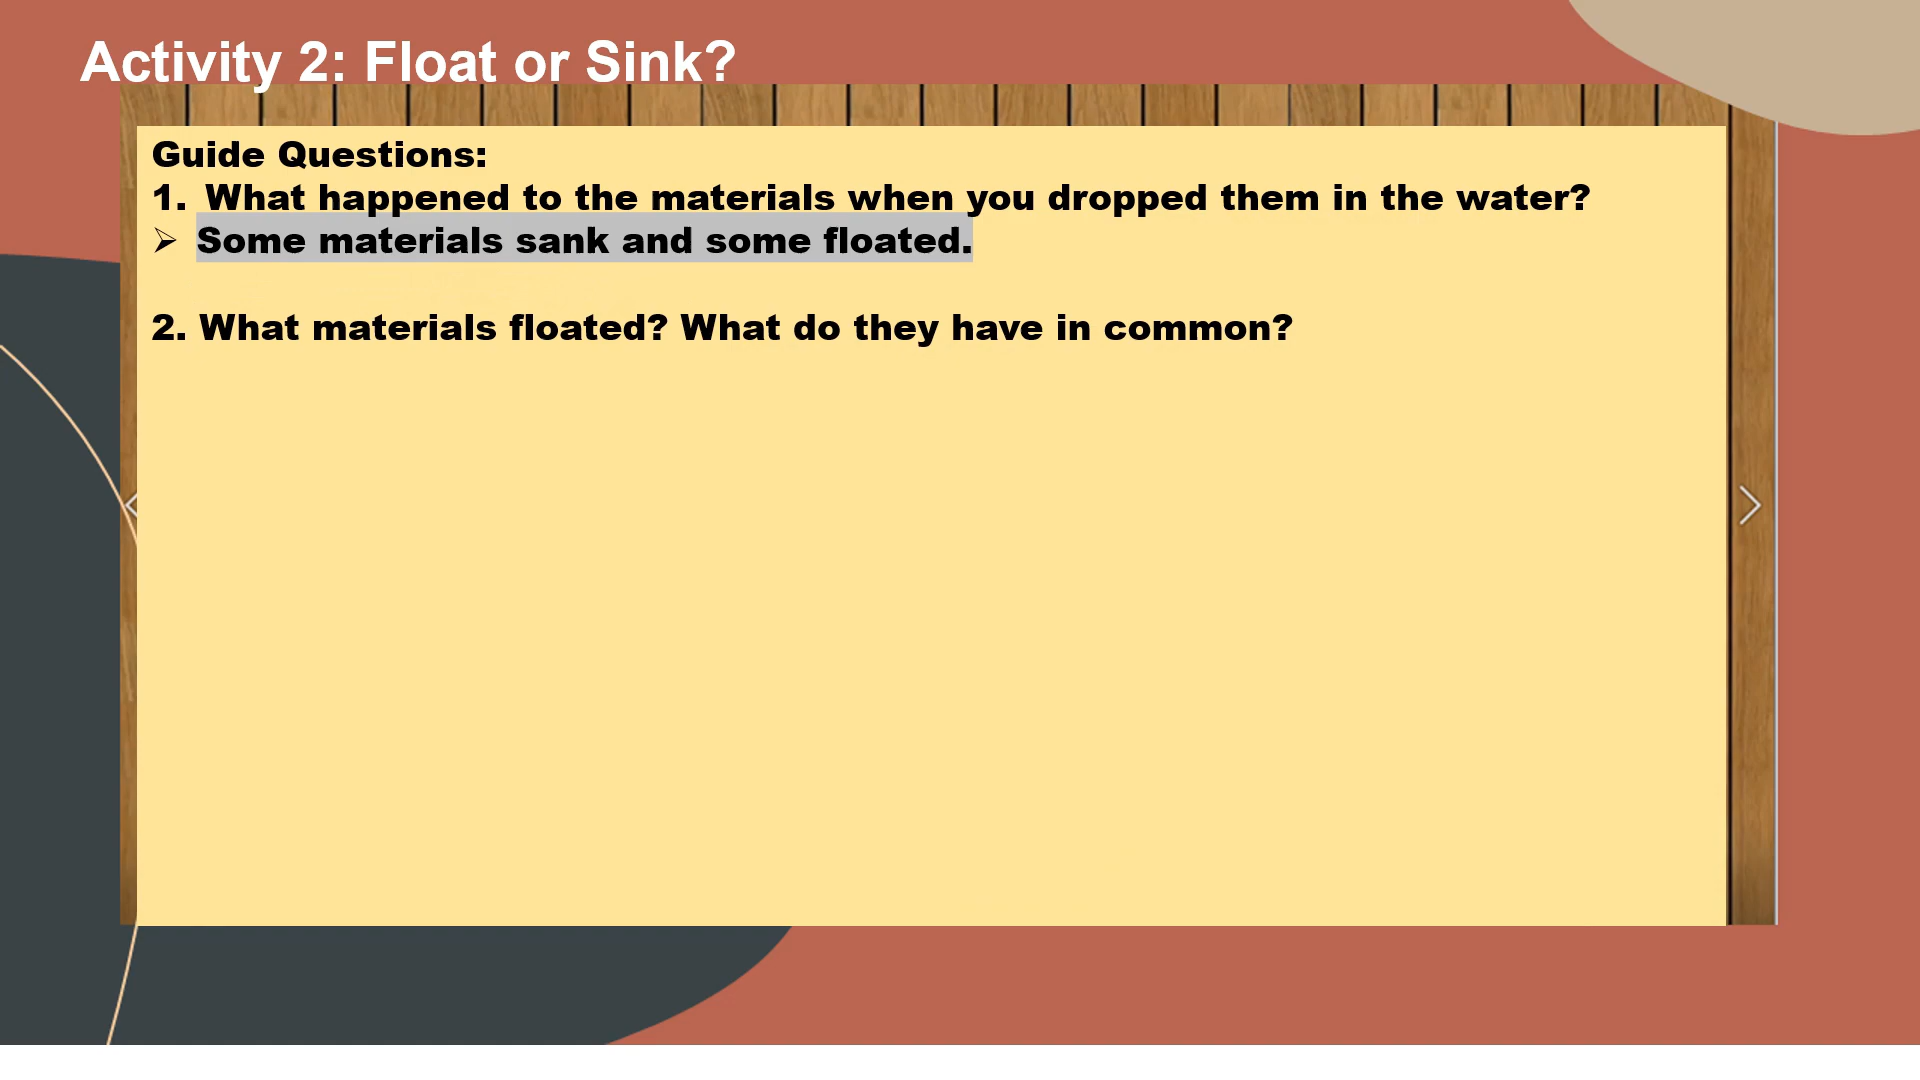 Activity 2: Float or Sink?
Guide Questions:
1. What happened to the materials when you dropped them in the water?
➢ Some materials sank and some floated.
2. What materials floated? What do they have in common?